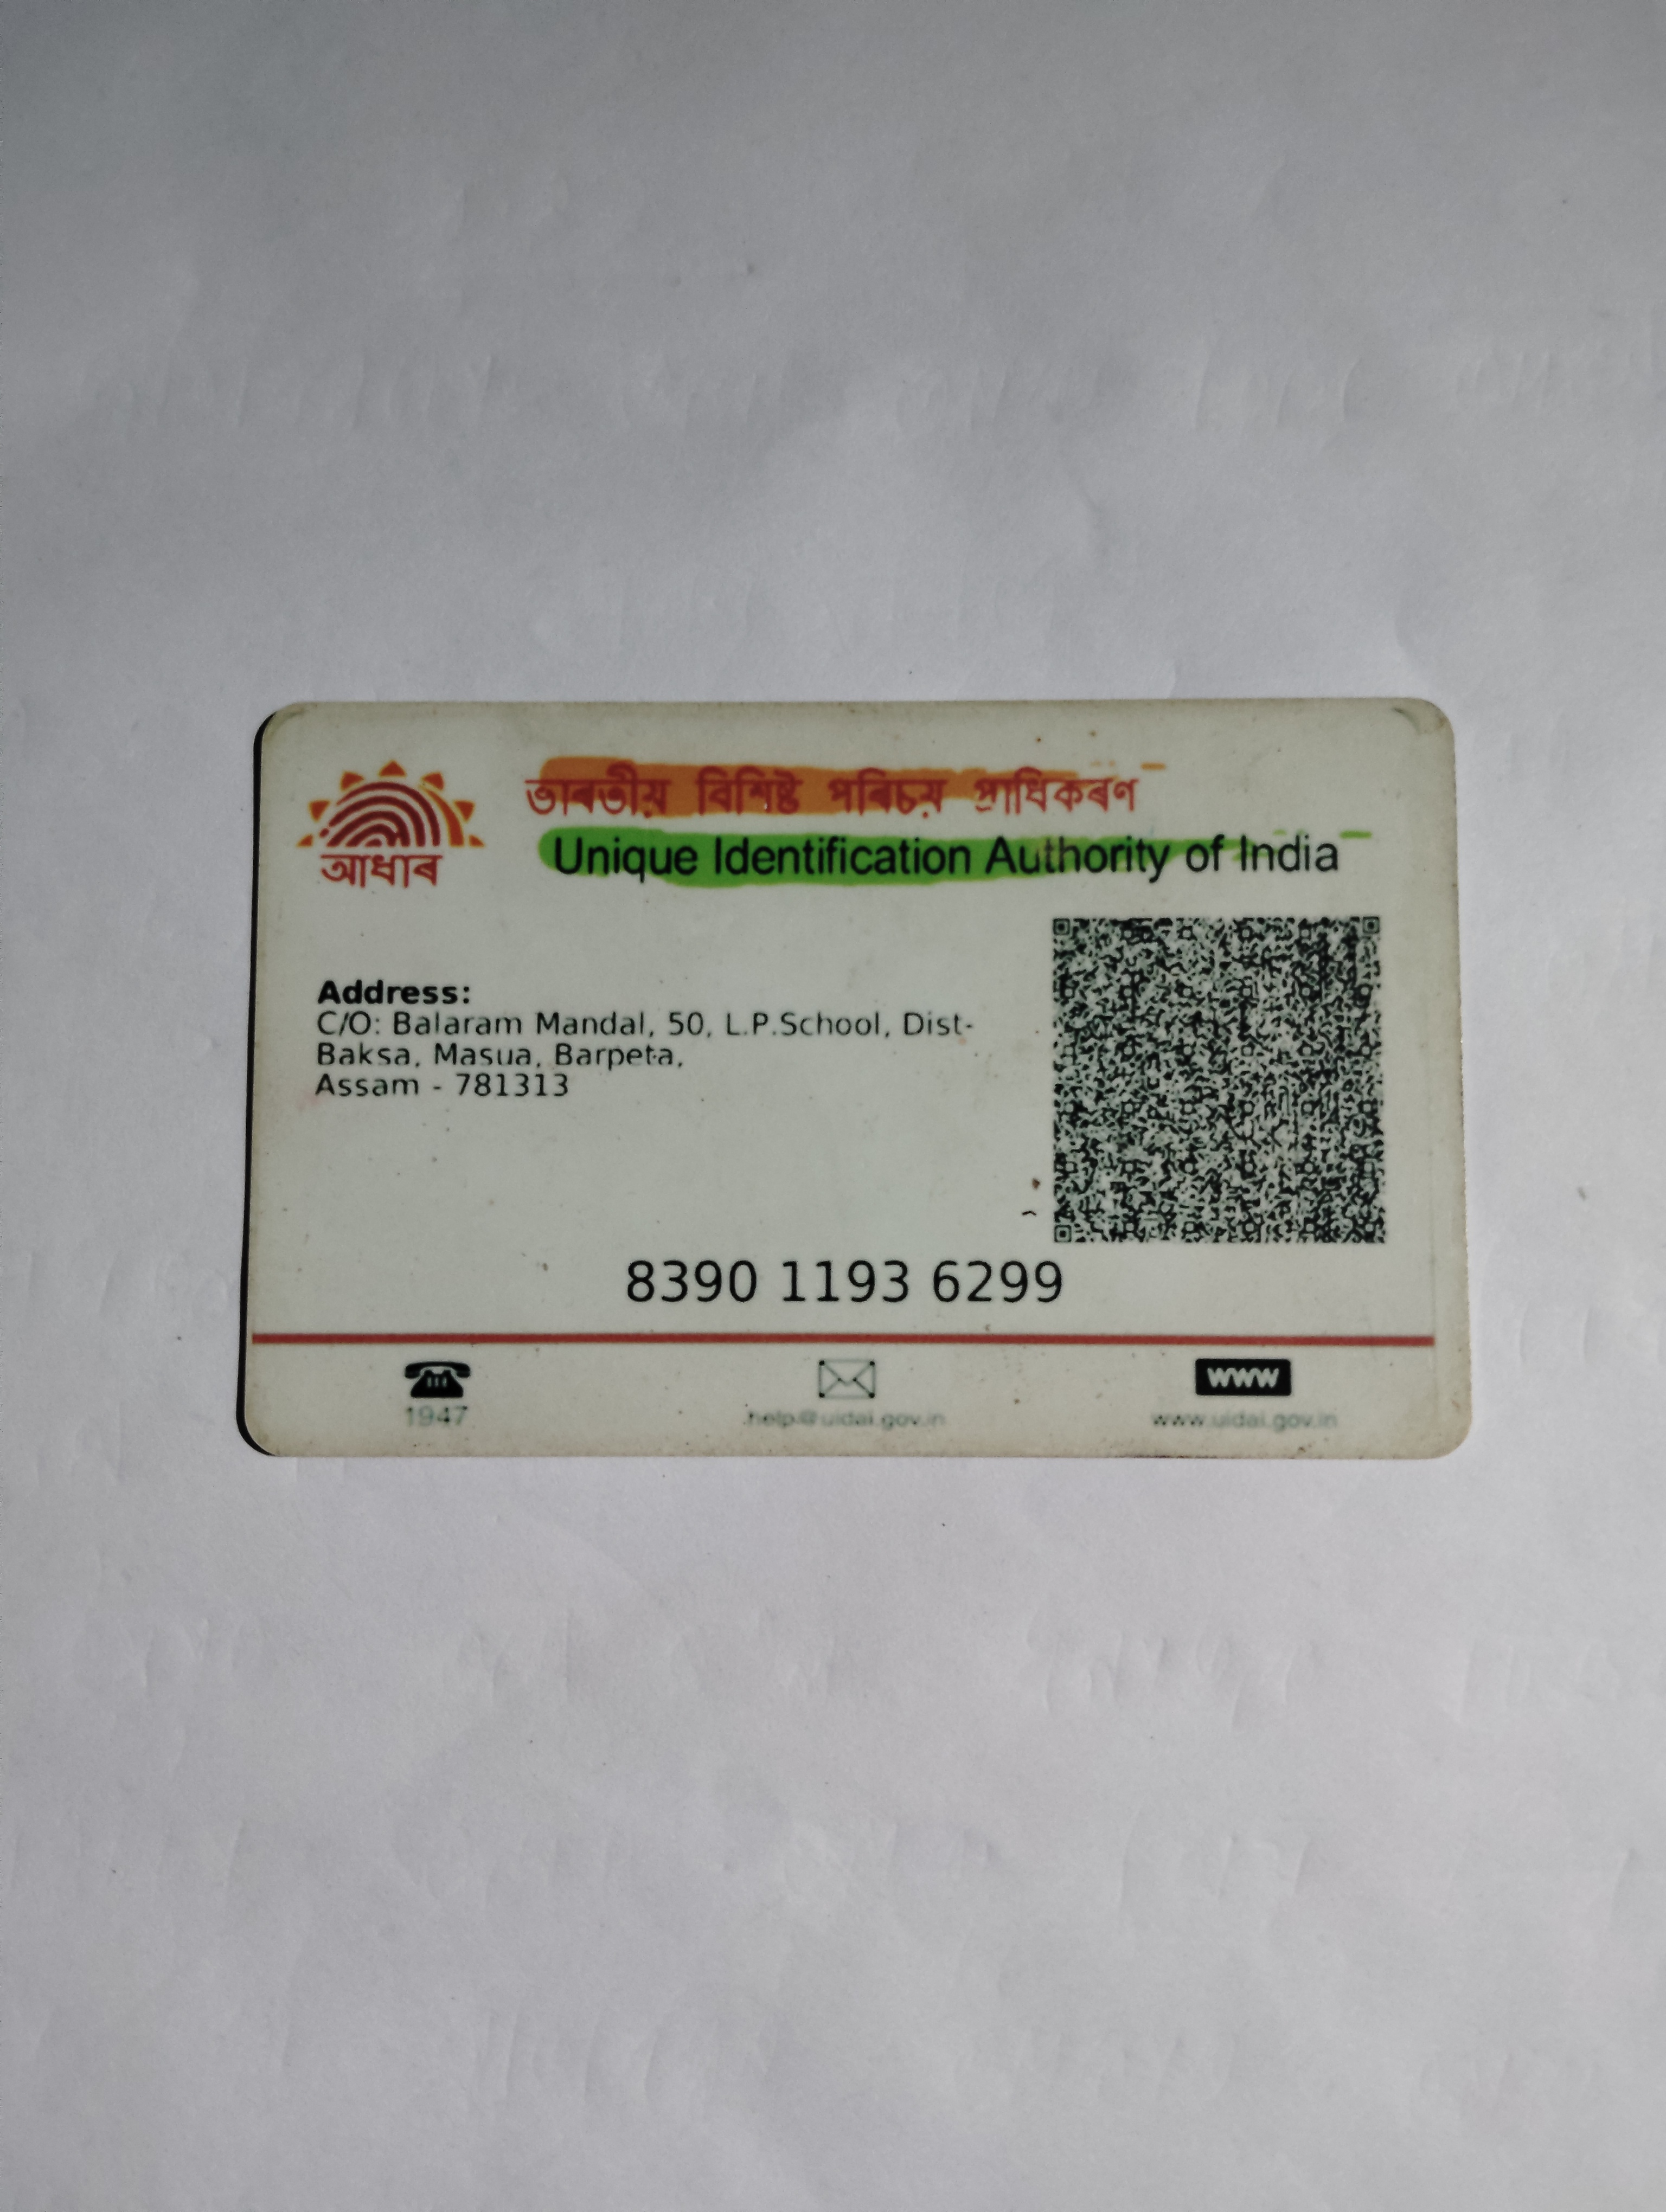 ভাৰতীয় বিশিষ্ট পৰিচয় প্ৰাধিকৰণ
Unique Identification Authority of India
আধাৰ
Address:
C/O: Balaram Mandal, 50, L.P.School, Dist-
Baksa, Masua, Barpeta,
Assam - 781313
8390 1193 6299
www
1947
help@uidai.gov.in
www.uidai.gov.in